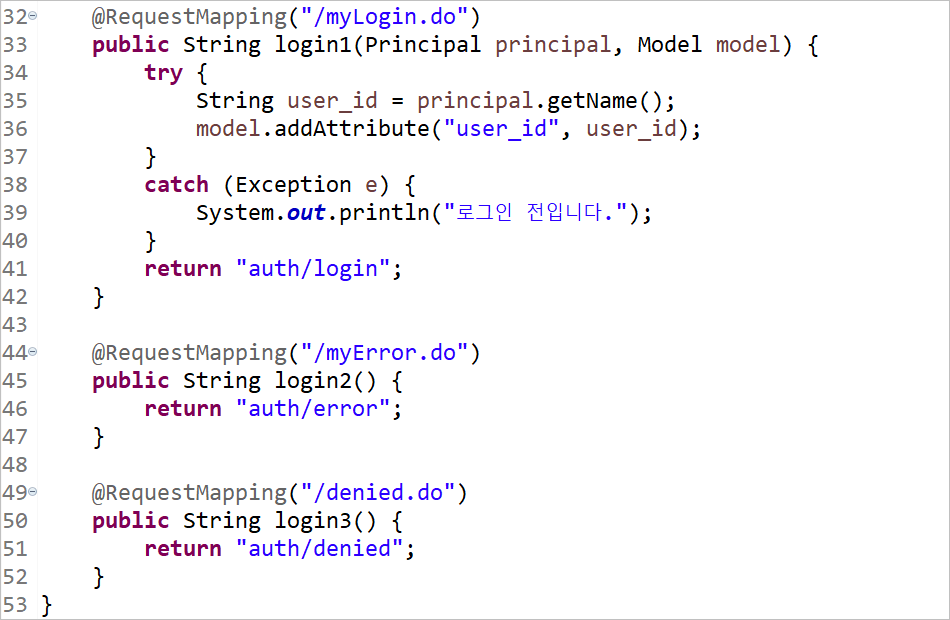 32 @RequestMapping("/myLogin.do")
33 public String login1(Principal principal, Model model) {
34 try {
35 String user_id = principal.getName();
36 model.addAttribute("user_id", user_id);
37 }
38 catch (Exception e) {
39 System.out.println("로그인 전입니다.");
40 }
41 return "auth/login";
42 }
43
44 @RequestMapping("/myError.do")
45 public String login2() {
46 return "auth/error";
47 }
48
49 @RequestMapping("/denied.do")
50 public String login3() {
51 return "auth/denied";
52 }
53 }